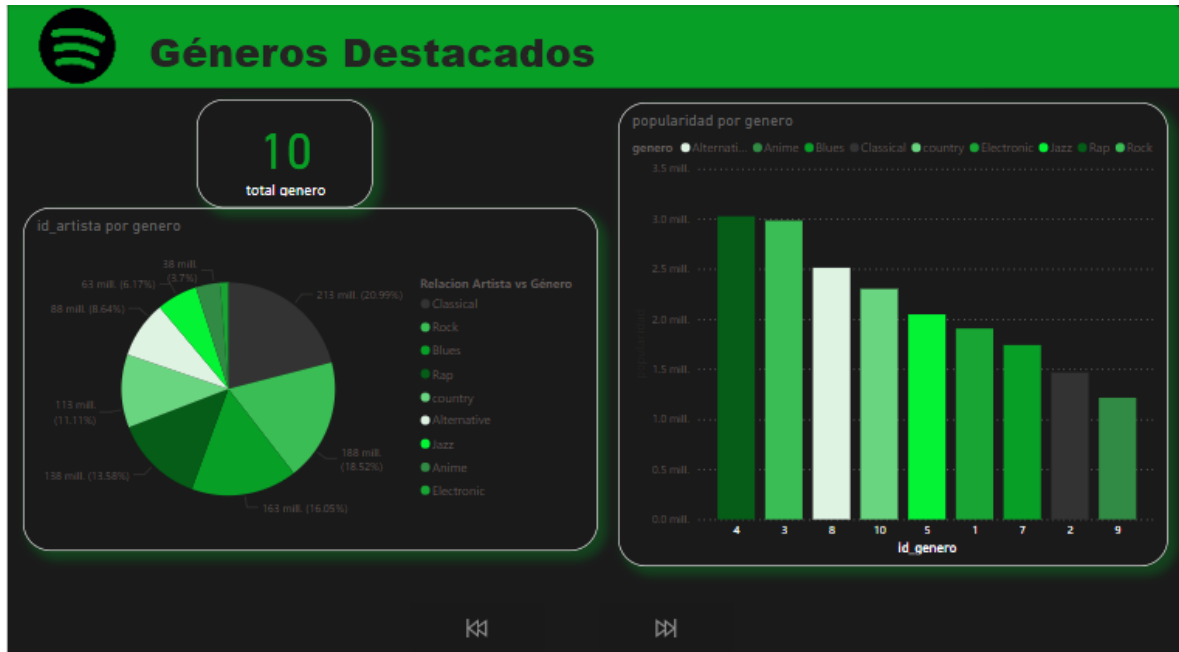 Géneros Destacados
10
total genero
id_artista por genero
38 mill.
(3.7%)
63 mill. (6.17%)
88 mill. (8.64%)
113 mill.
(11.11%)
138 mill. (13.58%)
163 mill. (16.05%)
188 mill.
(18.52%)
213 mill. (20.99%)
Relacion Artista vs Género
Classical
Rock
Blues
Rap
country
Alternative
Jazz
Anime
Electronic
popularidad por genero
genero Alternati... Anime Blues Classical country Electronic Jazz Rap Rock
3.5 mill.
3.0 mill.
2.5 mill.
2.0 mill.
1.5 mill.
1.0 mill.
0.5 mill.
0.0 mill.
4 3 8 10 5 1 7 2 9
Id_genero